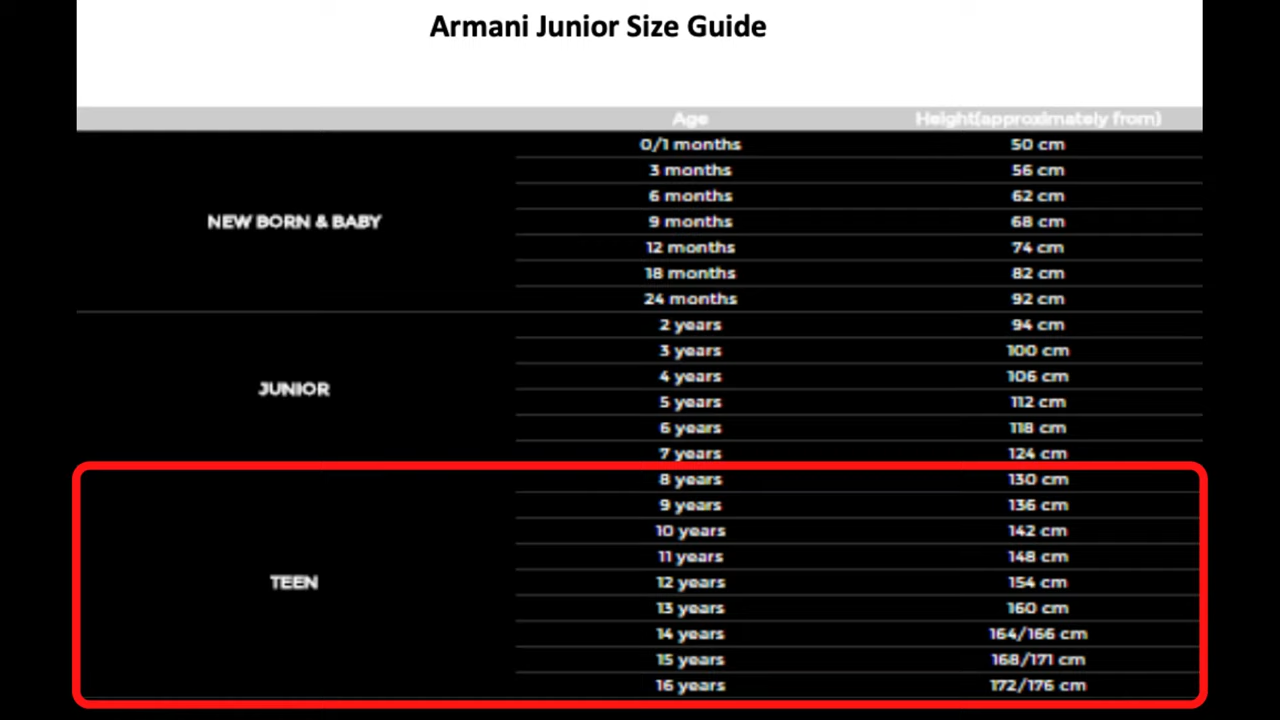 Armani Junior Size Guide
Age Height(approximately from)
0/1 months 50 cm
3 months 56 cm
6 months 62 cm
NEW BORN & BABY 9 months 68 cm
12 months 74 cm
18 months 82 cm
24 months 92 cm
2 years 94 cm
3 years 100 cm
JUNIOR 4 years 106 cm
5 years 112 cm
6 years 118 cm
7 years 124 cm
8 years 130 cm
9 years 136 cm
10 years 142 cm
11 years 148 cm
TEEN 12 years 154 cm
13 years 160 cm
14 years 164/166 cm
15 years 168/171 cm
16 years 172/176 cm